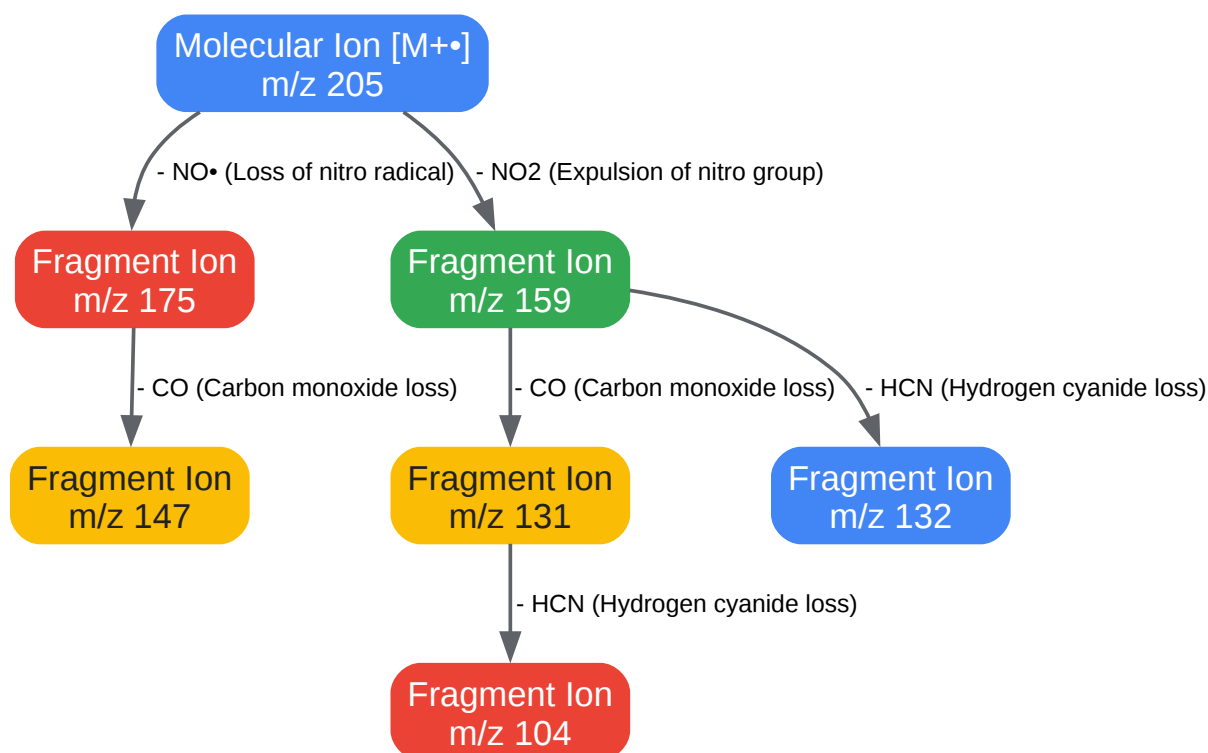 Molecular Ion [M+•]
m/z 205
- NO• (Loss of nitro radical)
- NO2 (Expulsion of nitro group)
Fragment Ion
m/z 175
Fragment Ion
m/z 159
- CO (Carbon monoxide loss)
- CO (Carbon monoxide loss)
- HCN (Hydrogen cyanide loss)
Fragment Ion
m/z 147
Fragment Ion
m/z 131
Fragment Ion
m/z 132
- HCN (Hydrogen cyanide loss)
Fragment Ion
m/z 104